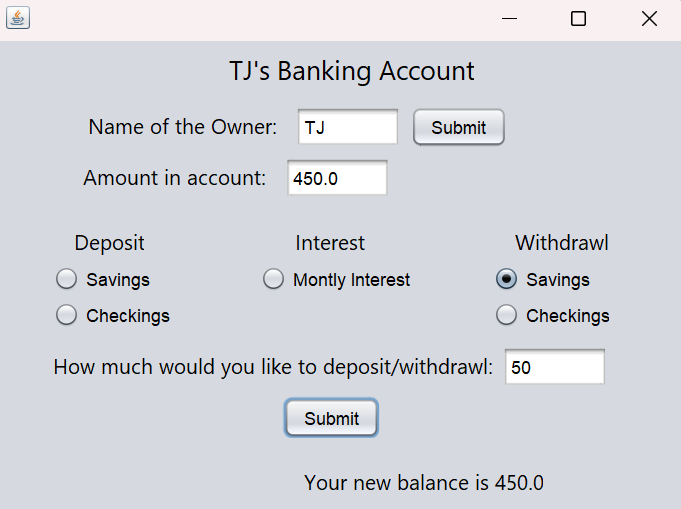 TJ's Banking Account
Name of the Owner: TJ Submit
Amount in account: 450.0
Deposit Interest Withdrawl
Savings Montly Interest Savings
Checkings Checkings
How much would you like to deposit/withdrawl: 50
Submit
Your new balance is 450.0